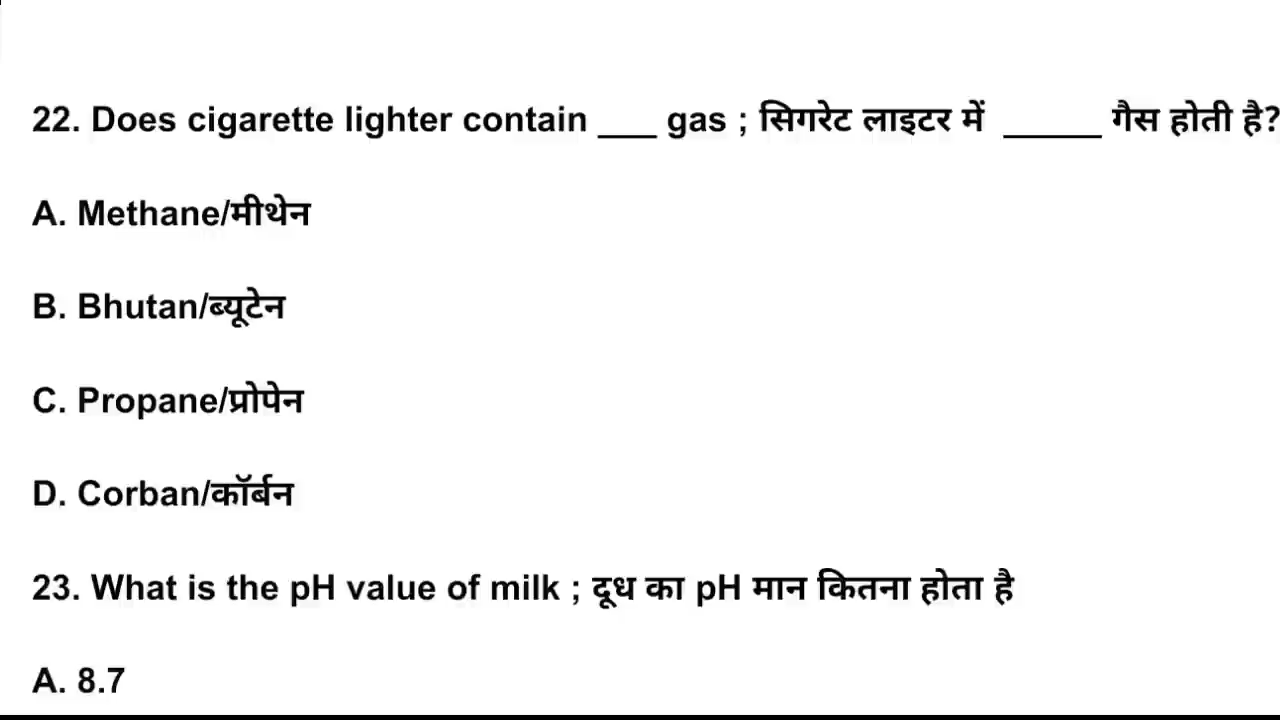 22. Does cigarette lighter contain ___ gas ; सिगरेट लाइटर में _____ गैस होती है?
A. Methane/मीथेन
B. Bhutan/ब्यूटेन
C. Propane/प्रोपेन
D. Corban/कॉर्बन
23. What is the pH value of milk ; दूध का pH मान कितना होता है
A. 8.7